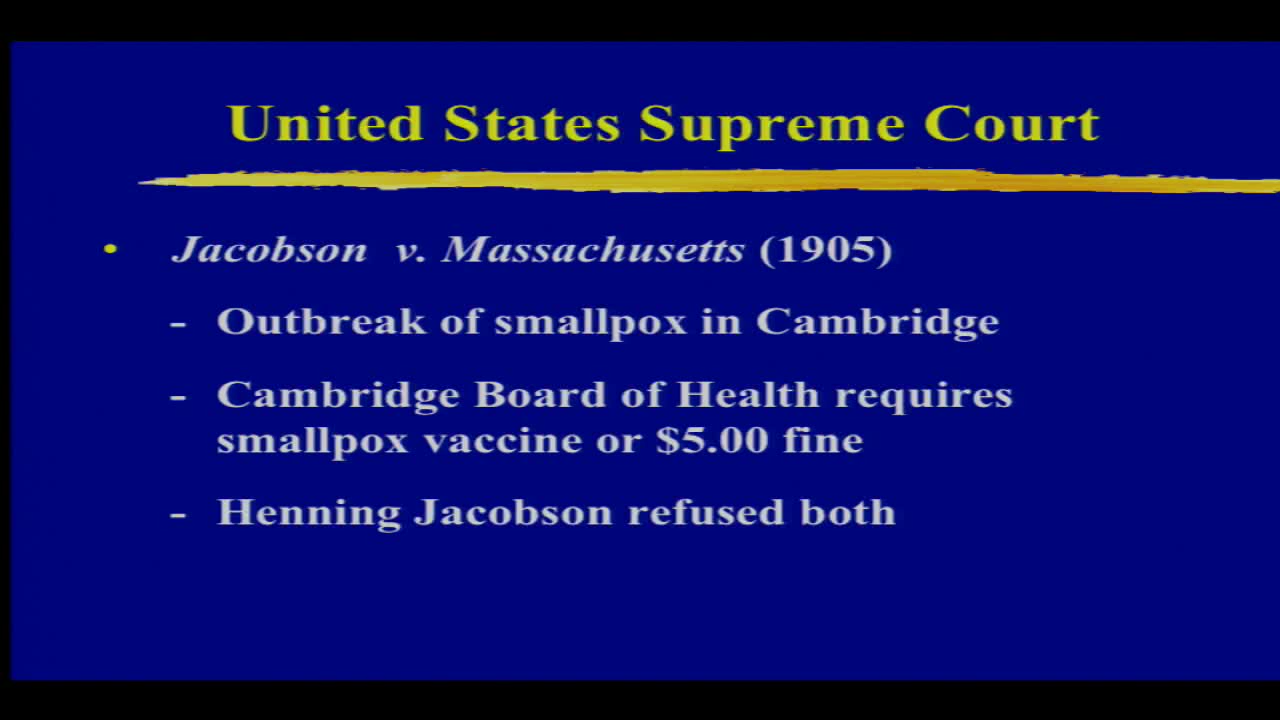 United States Supreme Court
• Jacobson v. Massachusetts (1905)
- Outbreak of smallpox in Cambridge
- Cambridge Board of Health requires
smallpox vaccine or $5.00 fine
- Henning Jacobson refused both